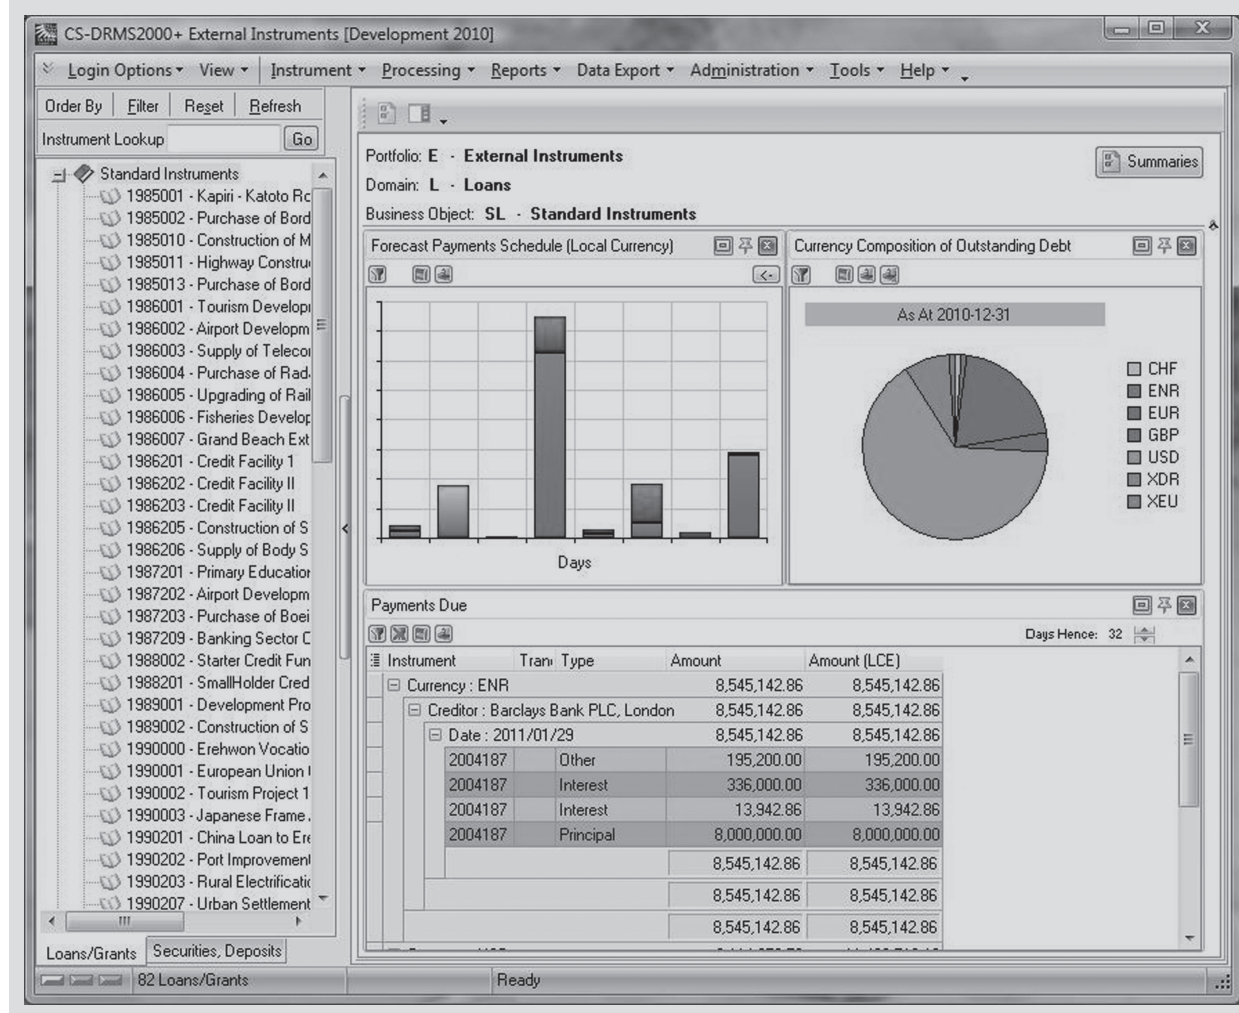 CS-DRMS2000+ External Instruments [Development 2010]
Login Options View Instrument Processing Reports Data Export Administration Tools Help
Order By Filter Reset Refresh
Instrument Lookup Go
Standard Instruments
1985001 - Kapiri - Katoto Rc
1985002 - Purchase of Bord
1985010 - Construction of M
1985011 - Highway Constru
1985013 - Purchase of Bord
1986001 - Tourism Develop
1986002 - Airport Developm
1986003 - Supply of Teleco
1986004 - Purchase of Rad
1986005 - Upgrading of Rail
1986006 - Fisheries Develop
1986007 - Grand Beach Ext
1986201 - Credit Facility 1
1986202 - Credit Facility II
1986203 - Credit Facility II
1986205 - Construction of S
1986206 - Supply of Body S
1987201 - Primary Education
1987202 - Airport Developm
1987203 - Purchase of Boei
1987209 - Banking Sector C
1988002 - Starter Credit Fun
1988201 - SmallHolder Cred
1989001 - Development Pro
1989002 - Construction of S
1990000 - Erehwon Vocatio
1990001 - European Union
1990002 - Tourism Project 1
1990003 - Japanese Frame
1990201 - China Loan to Ere
1990202 - Port Improvement
1990203 - Rural Electrificatio
1990207 - Urban Settlement
Loans/Grants Securities, Deposits
82 Loans/Grants Ready
Portfolio: E - External Instruments
Summaries
Domain: L - Loans
Business Object: SL - Standard Instruments
Forecast Payments Schedule (Local Currency)
<-
Days
Currency Composition of Outstanding Debt
As At 2010-12-31
CHF
ENR
EUR
GBP
USD
XDR
XEU
Payments Due
Days Hence: 32
Instrument Tran Type Amount Amount (LCE)
Currency : ENR 8,545,142.86 8,545,142.86
Creditor : Barclays Bank PLC, London 8,545,142.86 8,545,142.86
Date : 2011/01/29 8,545,142.86 8,545,142.86
2004187 Other 195,200.00 195,200.00
2004187 Interest 336,000.00 336,000.00
2004187 Interest 13,942.86 13,942.86
2004187 Principal 8,000,000.00 8,000,000.00
8,545,142.86 8,545,142.86
8,545,142.86 8,545,142.86
8,545,142.86 8,545,142.86